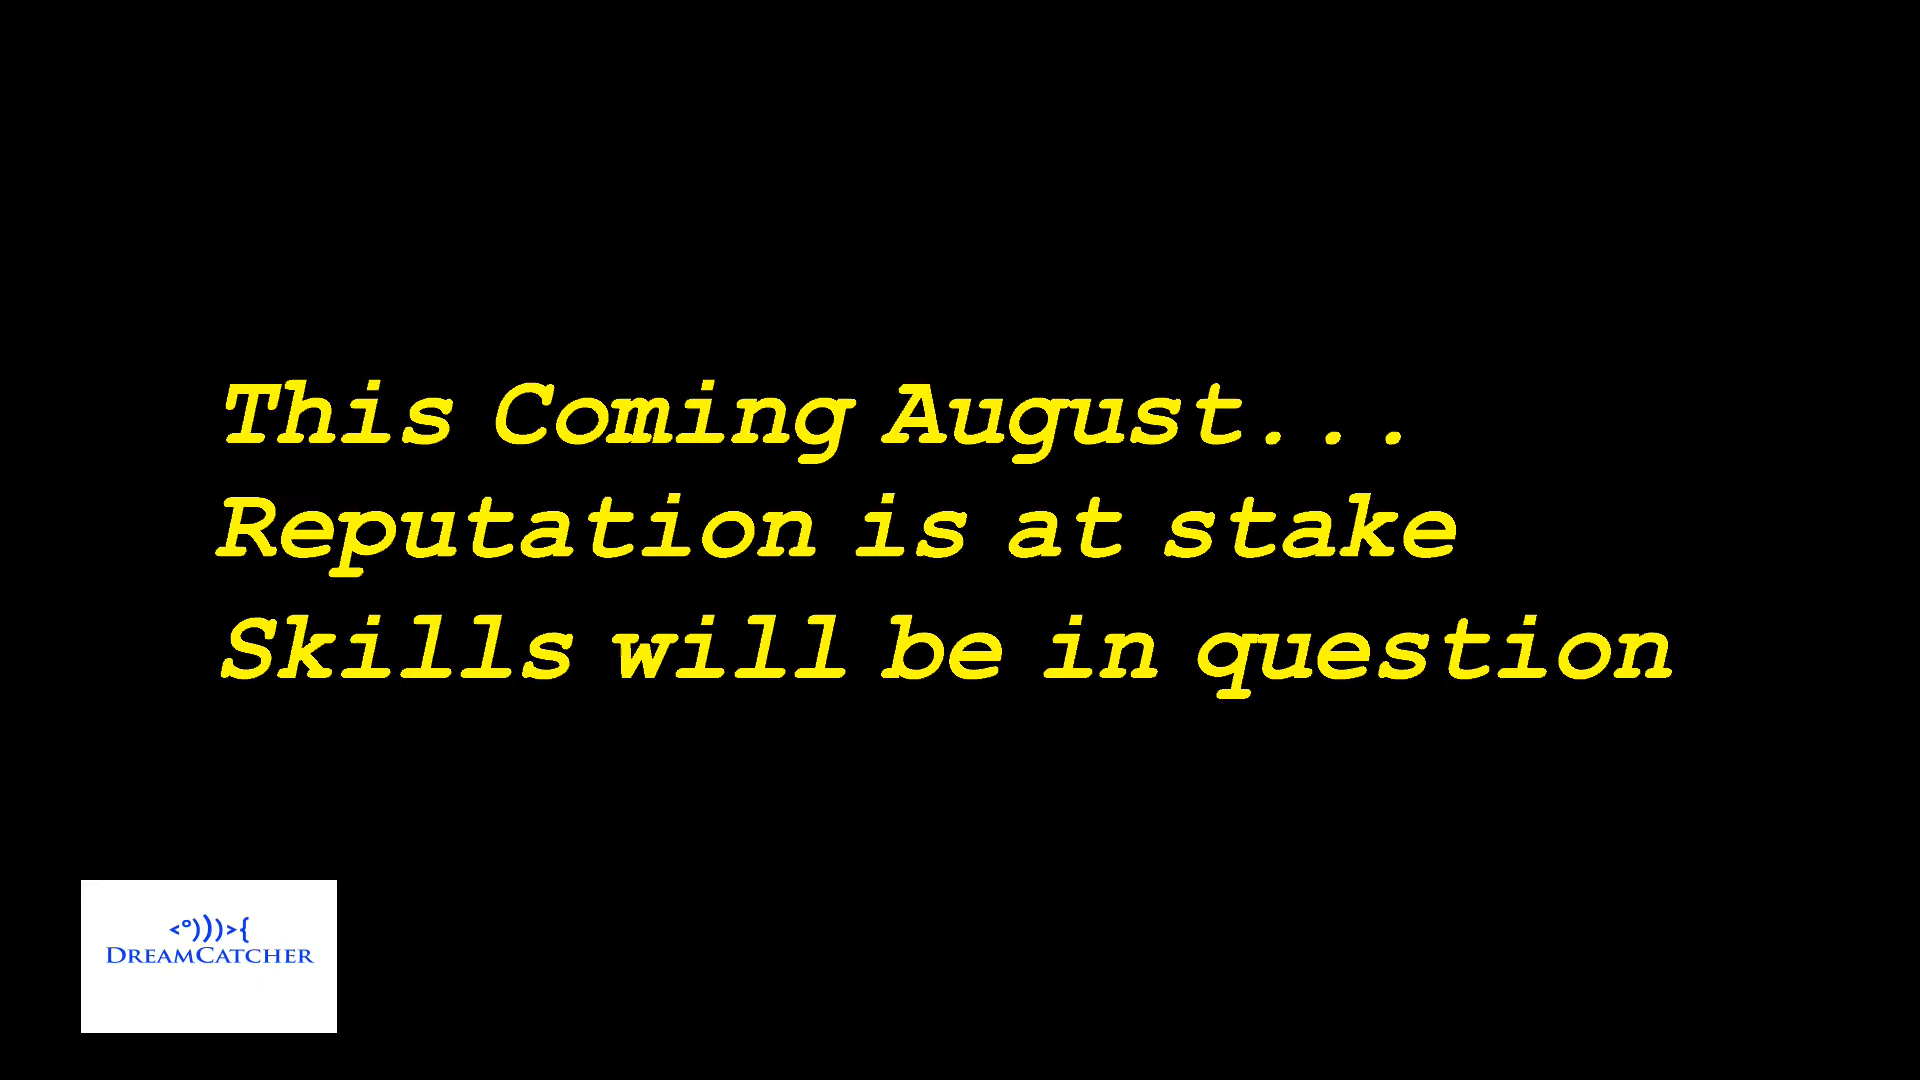 This Coming August...
Reputation is at stake
Skills will be in question
<°)))>{
DREAMCATCHER